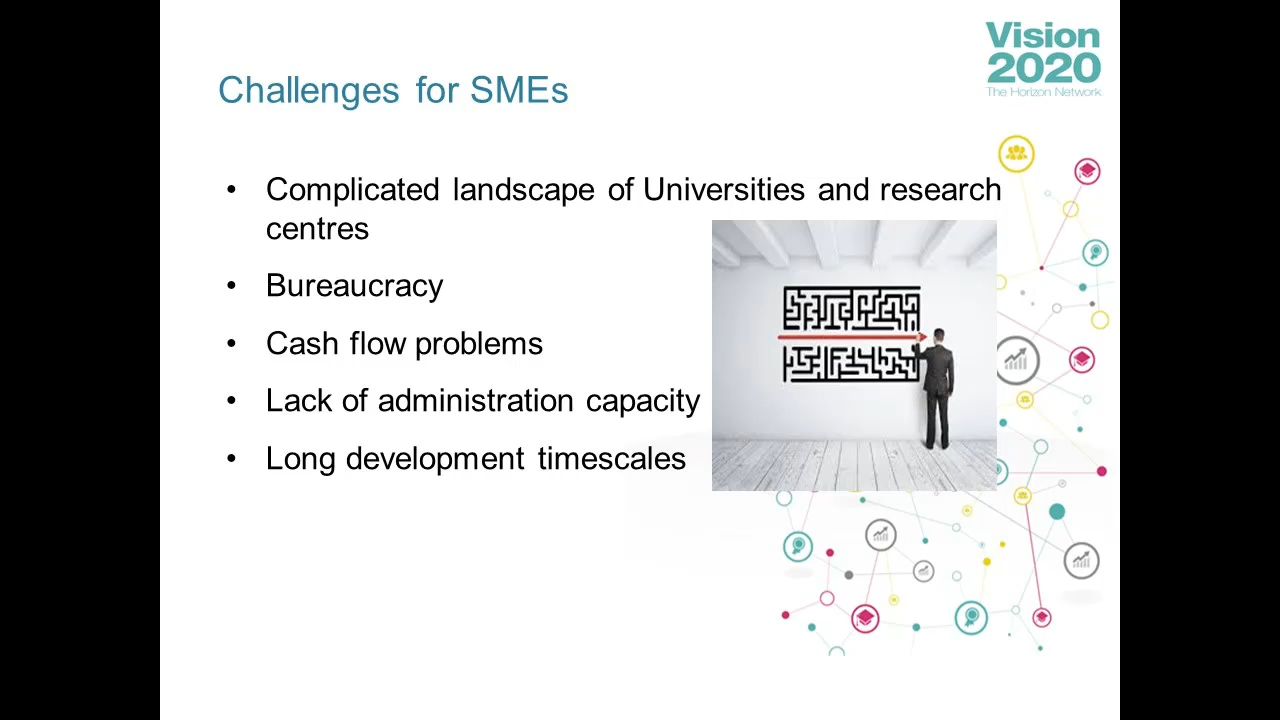 Vision
2020
The Horizon Network
Challenges for SMEs
• Complicated landscape of Universities and research
centres
• Bureaucracy
• Cash flow problems
• Lack of administration capacity
• Long development timescales